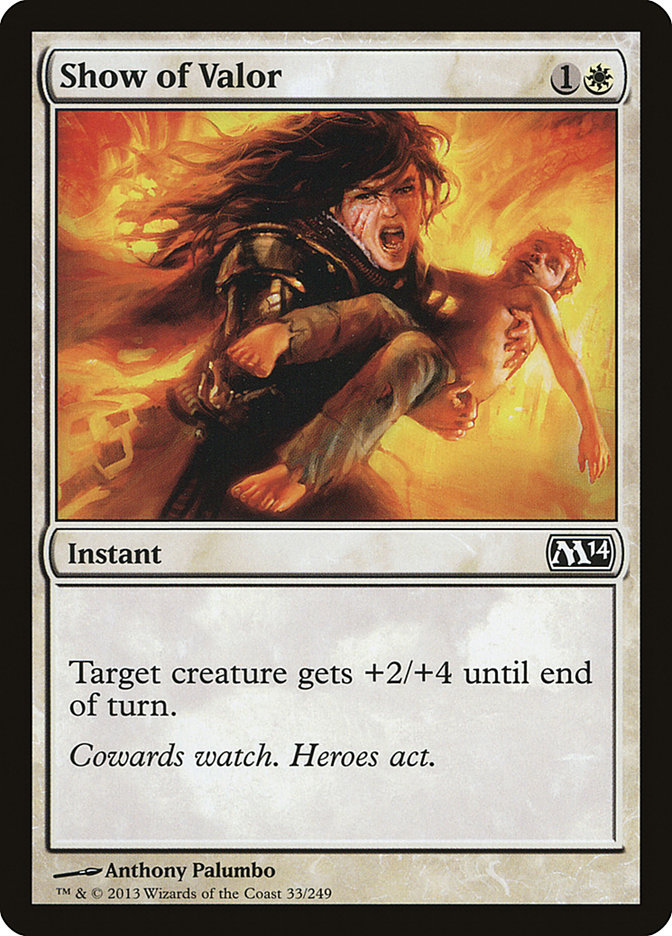 Show of Valor 1
Instant M14
Target creature gets +2/+4 until end
of turn.
Cowards watch. Heroes act.
Anthony Palumbo
™ & © 2013 Wizards of the Coast 33/249